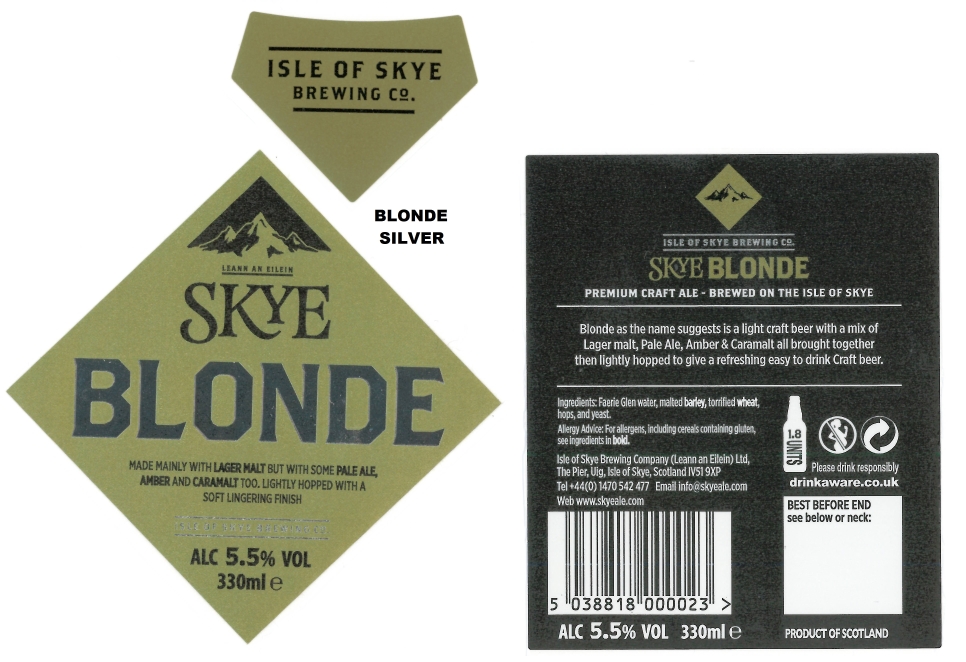 ISLE OF SKYE
BREWING Co.
BLONDE
SILVER
LEANN AN EILEIN
SKYE
BLONDE
MADE MAINLY WITH LAGER MALT BUT WITH SOME PALE ALE,
AMBER AND CARAMALT TOO. LIGHTLY HOPPED WITH A
SOFT LINGERING FINISH
ISLE OF SKYE BREWING Co.
ALC 5.5% VOL
330ml e
ISLE OF SKYE BREWING Co.
SKYE BLONDE
PREMIUM CRAFT ALE - BREWED ON THE ISLE OF SKYE
Blonde as the name suggests is a light craft beer with a mix of
Lager malt, Pale Ale, Amber & Caramalt all brought together
then lightly hopped to give a refreshing easy to drink Craft beer.
Ingredients: Faerie Glen water, malted barley, torrified wheat,
hops, and yeast.
Allergy Advice: For allergens, including cereals containing gluten,
see ingredients in bold.
Isle of Skye Brewing Company (Leann an Eilein) Ltd,
The Pier, Uig, Isle of Skye, Scotland IV51 9XP
Tel +44(0) 1470 542 477 Email info@skyeale.com
Web www.skyeale.com
1.8
UNITS
Please drink responsibly
drinkaware.co.uk
BEST BEFORE END
see below or neck:
5 038818 000023 >
ALC 5.5% VOL 330ml e
PRODUCT OF SCOTLAND